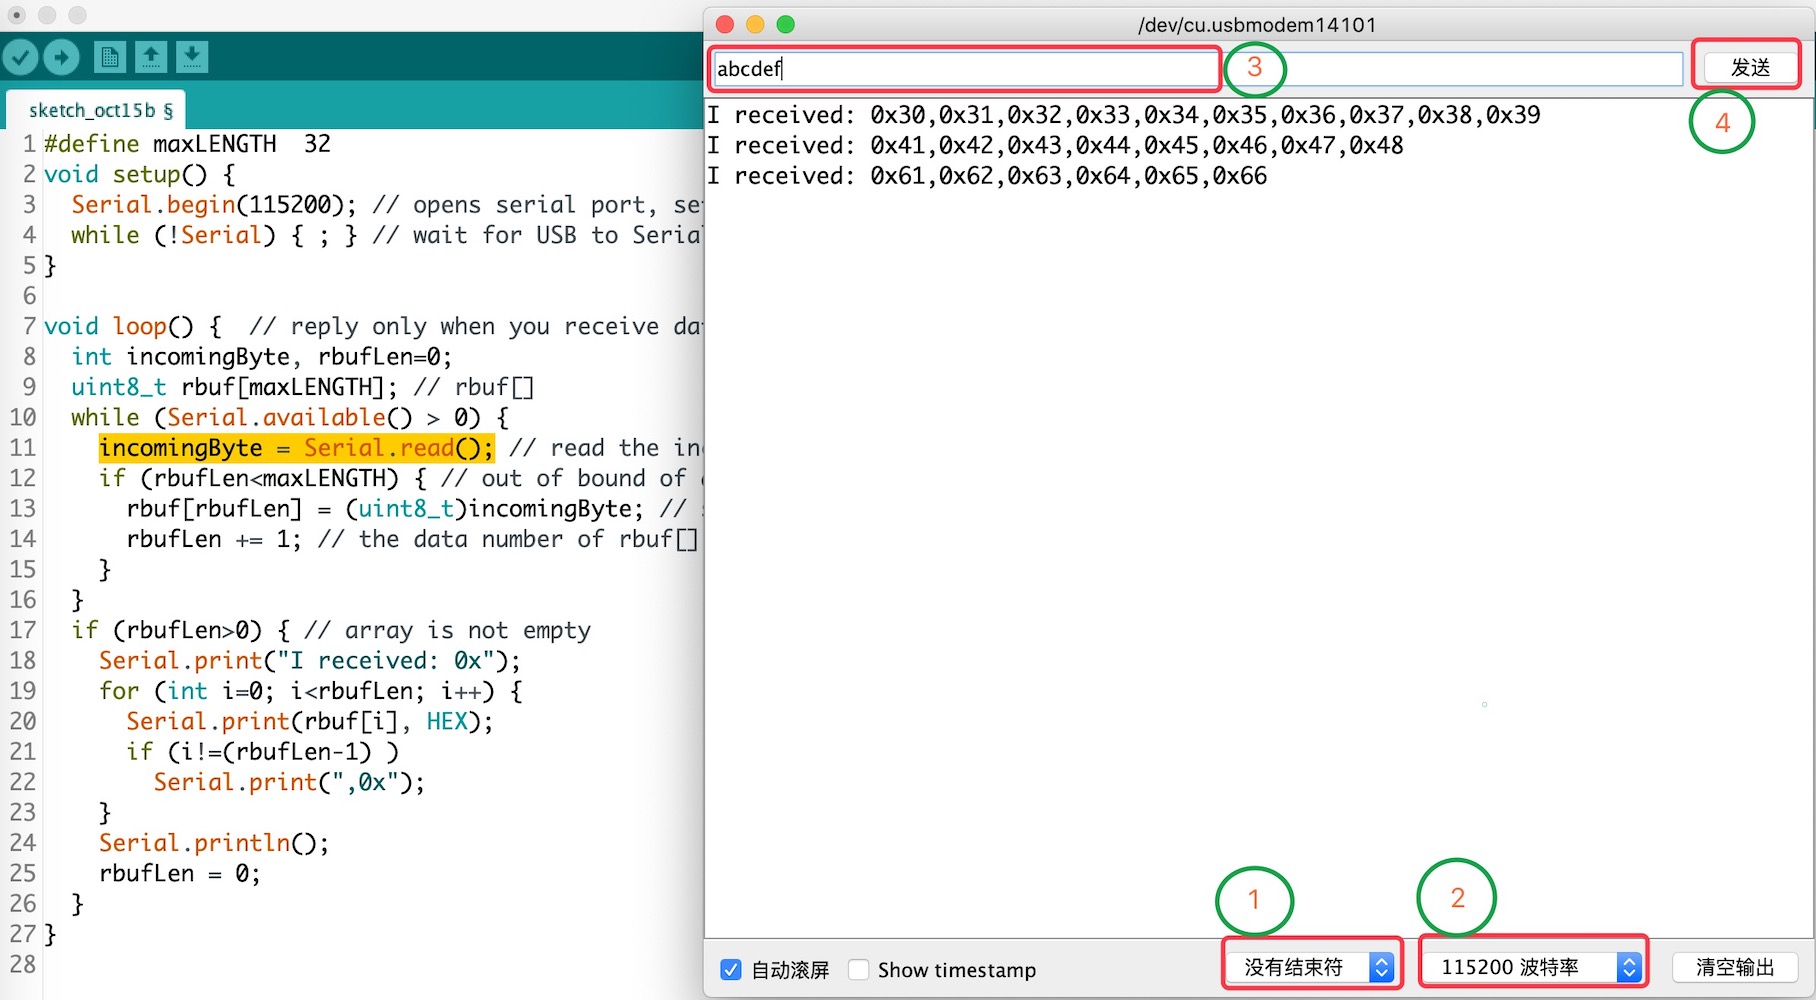 sketch_oct15b §
1 #define maxLENGTH  32
2 void setup() {
3   Serial.begin(115200); // opens serial port,
4   while (!Serial) { ; } // wait for USB to
5 }
6
7 void loop() {  // reply only when you receive
8   int incomingByte, rbufLen=0;
9   uint8_t rbuf[maxLENGTH]; // rbuf[]
10   while (Serial.available() > 0) {
11     incomingByte = Serial.read(); // read the
12     if (rbufLen<maxLENGTH) { // out of bound of
13       rbuf[rbufLen] = (uint8_t)incomingByte; //
14       rbufLen += 1; // the data number of rbuf[]
15     }
16   }
17   if (rbufLen>0) { // array is not empty
18     Serial.print("I received: 0x");
19     for (int i=0; i<rbufLen; i++) {
20       Serial.print(rbuf[i], HEX);
21       if (i!=(rbufLen-1) )
22         Serial.print(",0x");
23     }
24     Serial.println();
25     rbufLen = 0;
26   }
27 }
28
/dev/cu.usbmodem14101
abcdef
3
发送
4
I received: 0x30,0x31,0x32,0x33,0x34,0x35,0x36,0x37,0x38,0x39
I received: 0x41,0x42,0x43,0x44,0x45,0x46,0x47,0x48
I received: 0x61,0x62,0x63,0x64,0x65,0x66
1
2
自动滚屏
Show timestamp
没有结束符
115200 波特率
清空输出